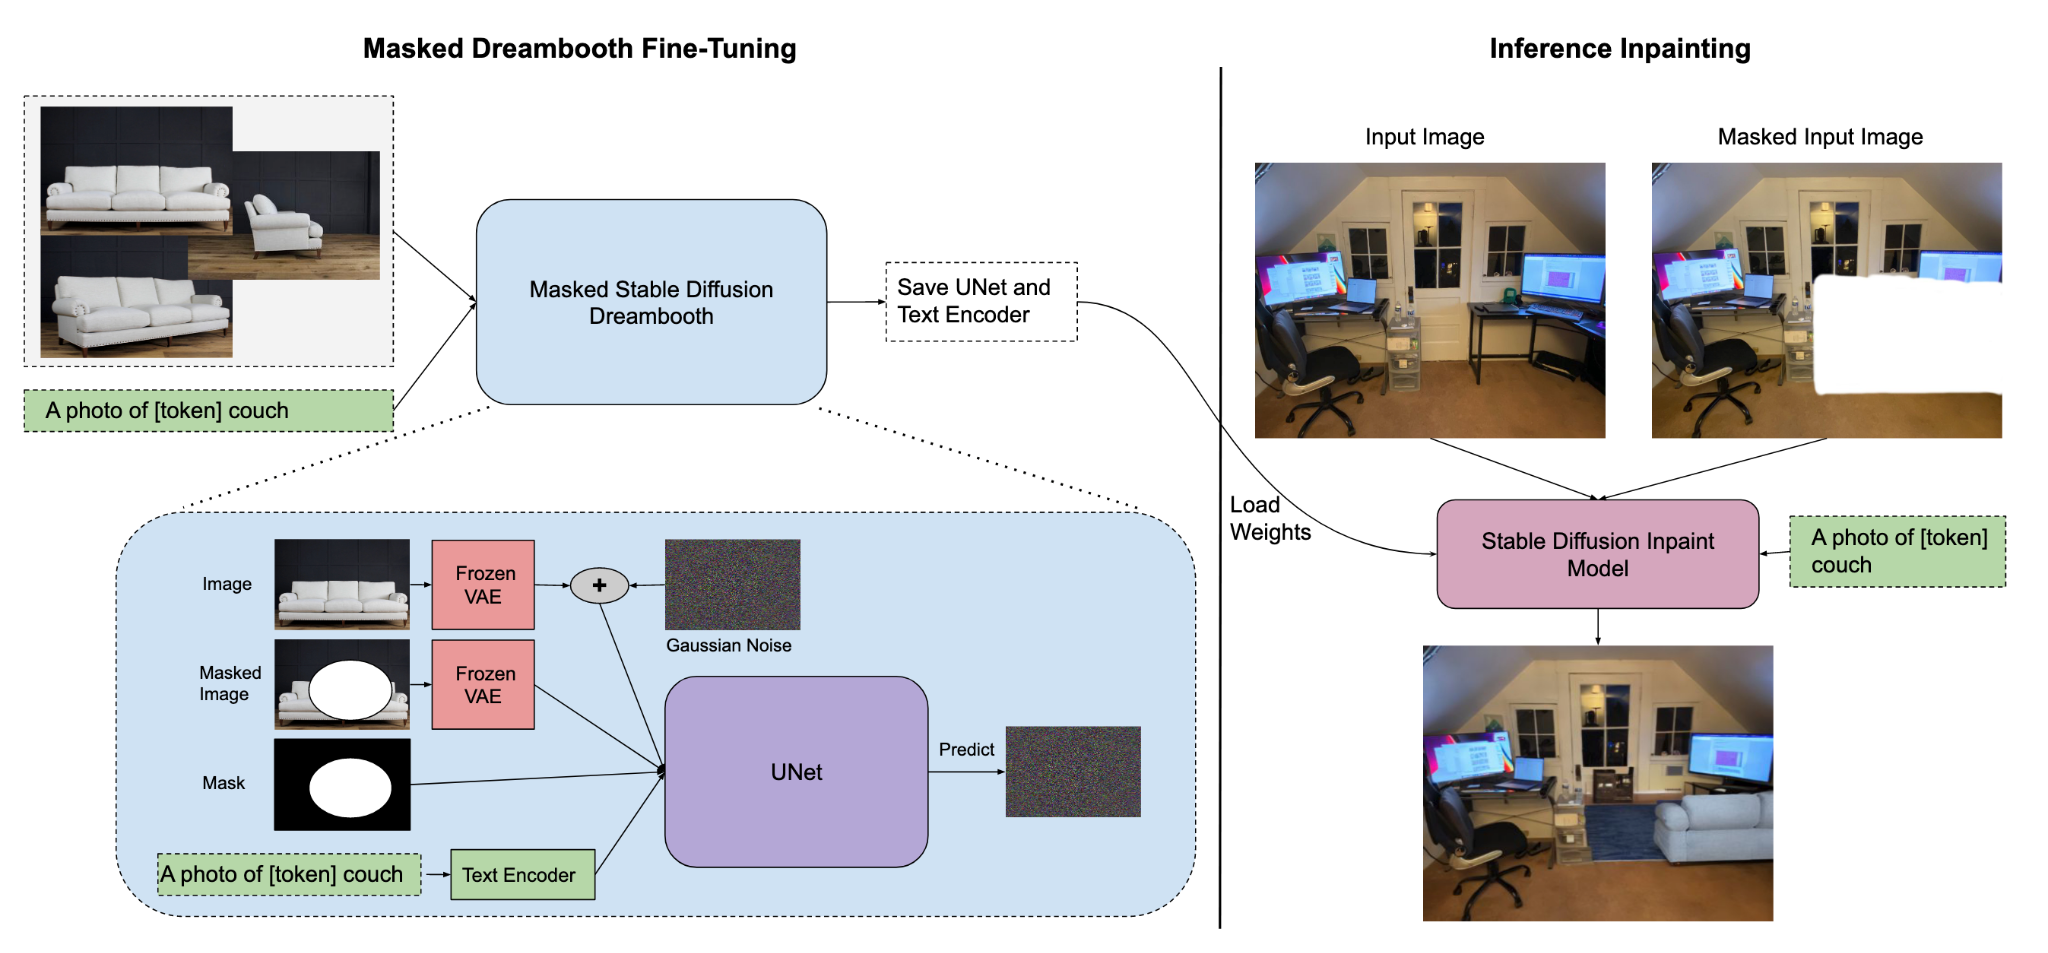 Masked Dreambooth Fine-Tuning
A photo of [token] couch
Masked Stable Diffusion
Dreambooth
Save UNet and
Text Encoder
Image
Frozen
VAE
+
Gaussian Noise
Masked
Image
Frozen
VAE
Mask
UNet
Predict
A photo of [token] couch
Text Encoder
Inference Inpainting
Input Image
Masked Input Image
Load
Weights
Stable Diffusion Inpaint
Model
A photo of [token]
couch